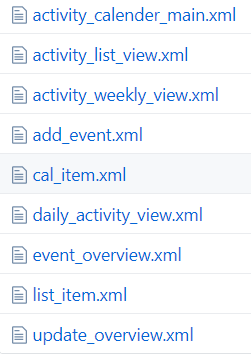 activity_calender_main.xml
activity_list_view.xml
activity_weekly_view.xml
add_event.xml
cal_item.xml
daily_activity_view.xml
event_overview.xml
list_item.xml
update_overview.xml